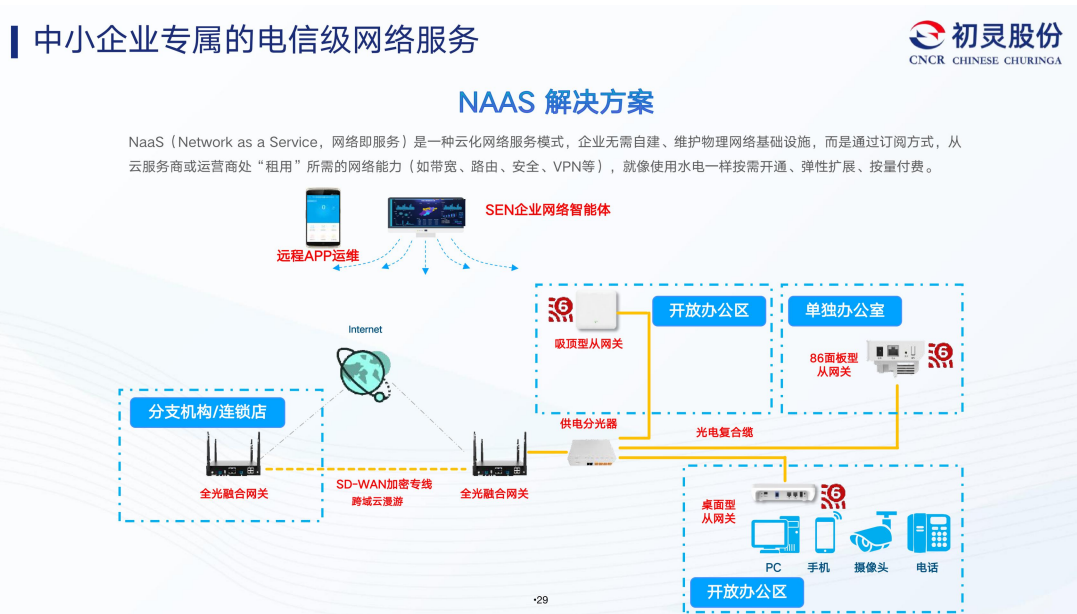 中小企业专属的电信级网络服务
初灵股份
CNCR CHINESE CHURINGA
NAAS 解决方案
NaaS（Network as a Service，网络即服务）是一种云化网络服务模式，企业无需自建、维护物理网络基础设施，而是通过订阅方式，从
云服务商或运营商处“租用”所需的网络能力（如带宽、路由、安全、VPN等），就像使用水电一样按需开通、弹性扩展、按量付费。
SEN企业网络智能体
远程APP运维
6
开放办公区
单独办公室
吸顶型从网关
86面板型
从网关
6
Internet
分支机构/连锁店
供电分光器
光电复合缆
SD-WAN加密专线
跨域云漫游
全光融合网关
全光融合网关
桌面型
从网关
6
PC
手机
摄像头
电话
开放办公区
•29